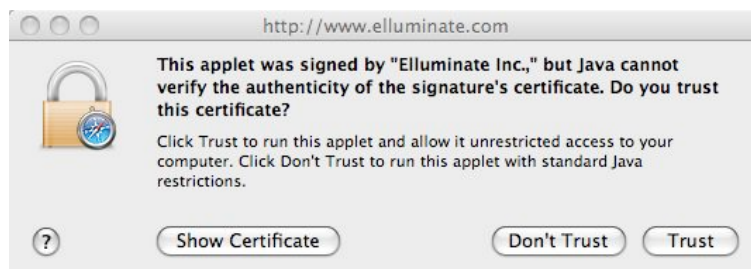 http://www.elluminate.com
This applet was signed by "Elluminate Inc.," but Java cannot
verify the authenticity of the signature's certificate. Do you trust
this certificate?
Click Trust to run this applet and allow it unrestricted access to your
computer. Click Don't Trust to run this applet with standard Java
restrictions.
?
Show Certificate
Don't Trust
Trust